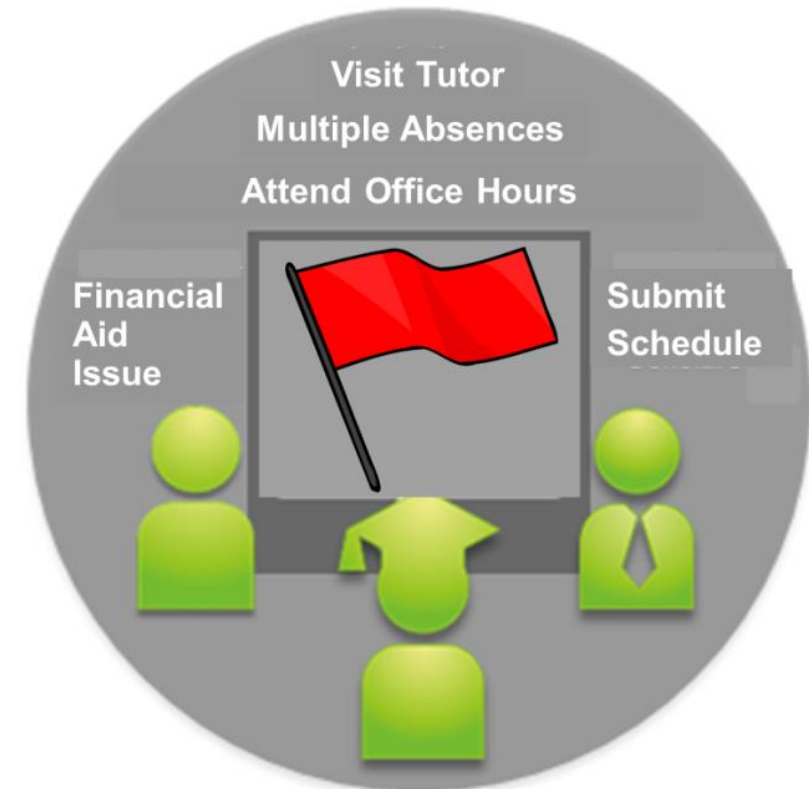 Visit Tutor
Multiple Absences
Attend Office Hours
Financial
Aid
Issue
Submit
Schedule